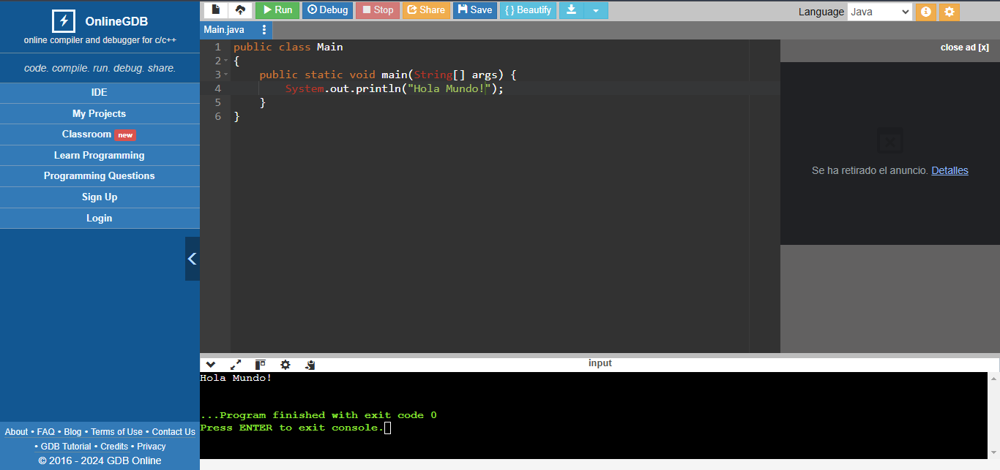 OnlineGDB
online compiler and debugger for c/c++
code. compile. run. debug. share.
IDE
My Projects
Classroom new
Learn Programming
Programming Questions
Sign Up
Login
About • FAQ • Blog • Terms of Use • Contact Us
• GDB Tutorial • Credits • Privacy
© 2016 - 2024 GDB Online
Run Debug Stop Share Save { } Beautify
Language Java
Main.java
1 public class Main
2 {
3     public static void main(String[] args) {
4         System.out.println("Hola Mundo!");
5     }
6 }
close ad [x]
Se ha retirado el anuncio. Detalles
input
Hola Mundo!
...Program finished with exit code 0
Press ENTER to exit console.